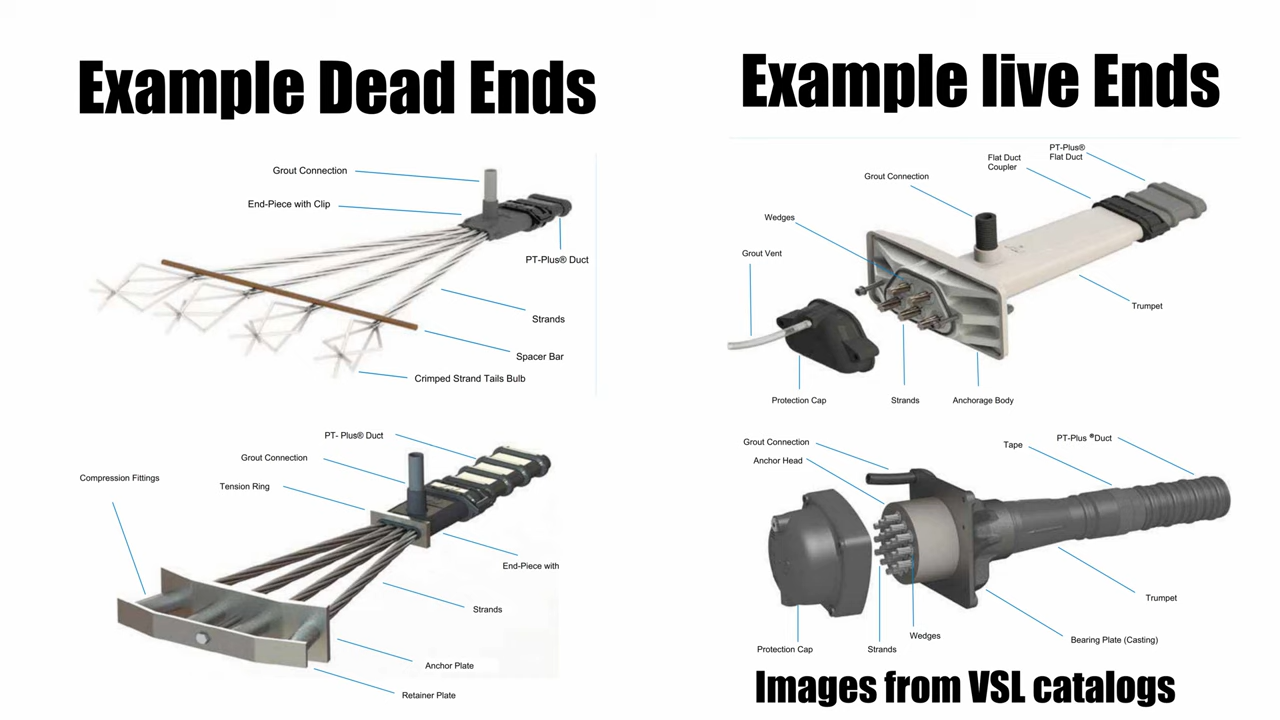 Example Dead Ends
Grout Connection
End-Piece with Clip
PT-Plus® Duct
Strands
Spacer Bar
Crimped Strand Tails Bulb
PT- Plus® Duct
Grout Connection
Compression Fittings
Tension Ring
End-Piece with
Strands
Anchor Plate
Retainer Plate
Example live Ends
PT-Plus®
Flat Duct
Flat Duct
Coupler
Grout Connection
Wedges
Grout Vent
Trumpet
Protection Cap
Strands
Anchorage Body
Grout Connection
Anchor Head
Tape
PT-Plus ®Duct
Trumpet
Wedges
Bearing Plate (Casting)
Protection Cap
Strands
Images from VSL catalogs